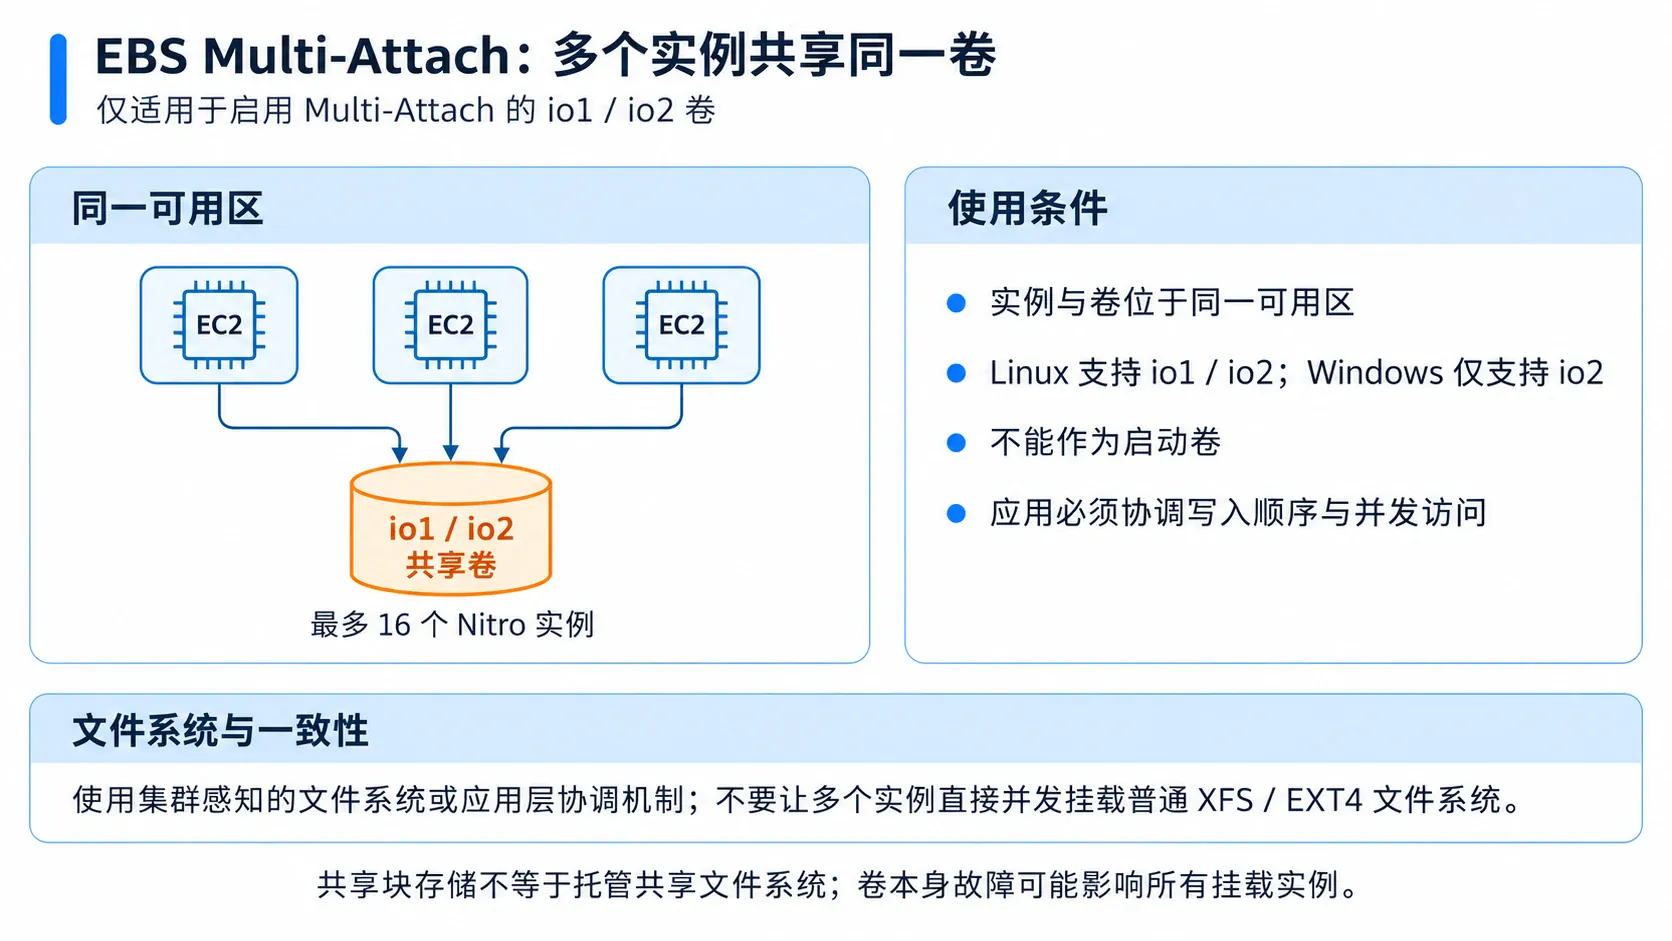 EBS Multi-Attach：多个实例共享同一卷
仅适用于启用 Multi-Attach 的 io1 / io2 卷
同一可用区
EC2
EC2
EC2
io1 / io2
共享卷
最多 16 个 Nitro 实例
使用条件
实例与卷位于同一可用区
Linux 支持 io1 / io2；Windows 仅支持 io2
不能作为启动卷
应用必须协调写入顺序与并发访问
文件系统与一致性
使用集群感知的文件系统或应用层协调机制；不要让多个实例直接并发挂载普通 XFS / EXT4 文件系统。
共享块存储不等于托管共享文件系统；卷本身故障可能影响所有挂载实例。